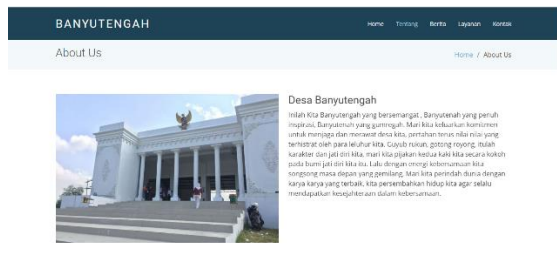 BANYUTENGAH
Home Tentang Berita Layanan Kontak
About Us
Home / About Us
Desa Banyutengah
Inilah Kita Banyutengah yang bersemangat, Banyutenah yang penuh
inspirasi, Banyutenah yang gumregah. Mari kita keluarkan komitmen
untuk menjaga dan merawat desa kita, pertahan terus nilai nilai yang
terhistrat oleh para leluhur kita. Guyub rukun, gotong royong, itulah
karakter dan jati diri kita, mari kita pijakan kedua kaki kita secara kokoh
pada bumi jati diri kita itu. Lalu dengan energi kebersamaan kita
songsong masa depan yang gemilang. Mari kita perindah dunia dengan
karya karya yang terbaik, kita persembahkan hidup kita agar selalu
mendapatkan kesejahteraan dalam kebersamaan.